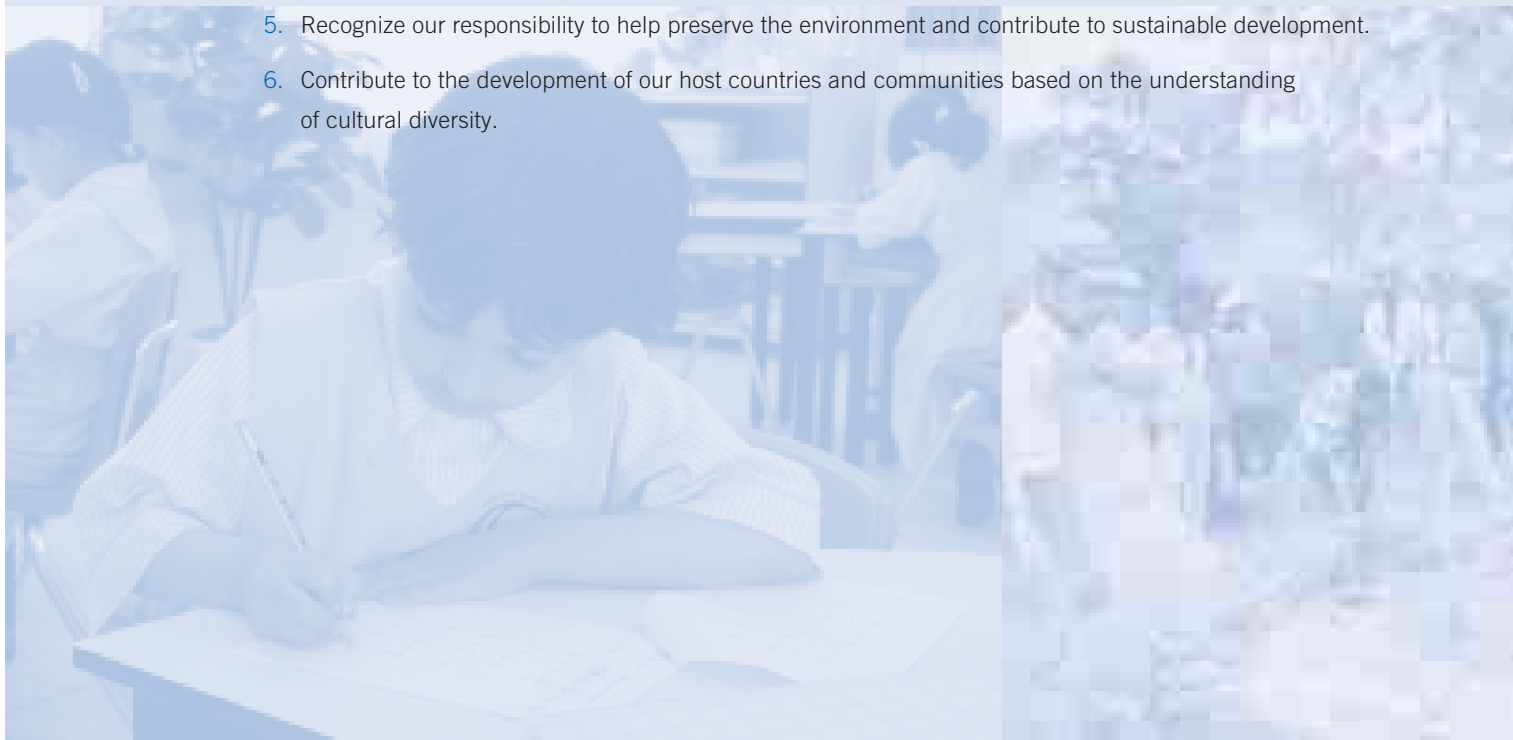 5. Recognize our responsibility to help preserve the environment and contribute to sustainable development.
6. Contribute to the development of our host countries and communities based on the understanding
of cultural diversity.